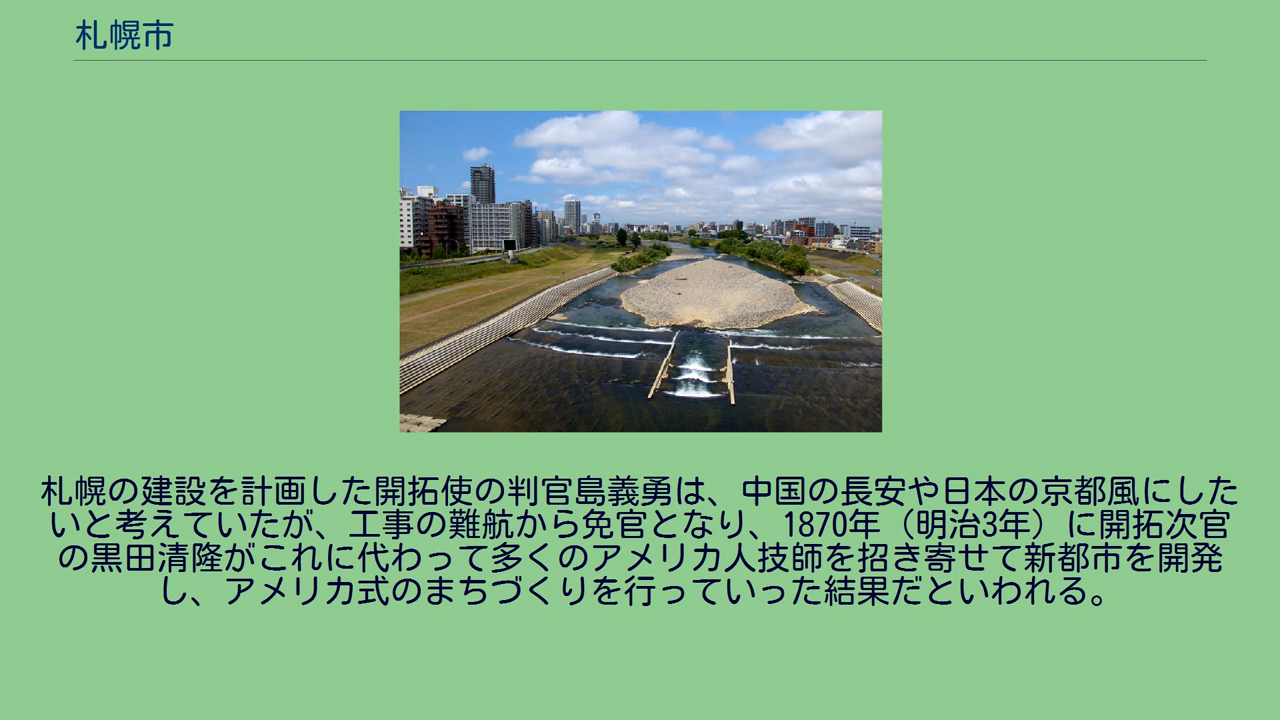 札幌市
札幌の建設を計画した開拓使の判官島義勇は、中国の長安や日本の京都風にした
いと考えていたが、工事の難航から免官となり、1870年（明治3年）に開拓次官
の黒田清隆がこれに代わって多くのアメリカ人技師を招き寄せて新都市を開発
し、アメリカ式のまちづくりを行っていった結果だといわれる。